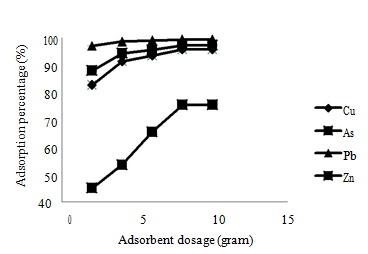 Adsorption percentage (%)
100
90
80
70
60
50
40
0 5 10 15
Adsorbent dosage (gram)
Cu
As
Pb
Zn